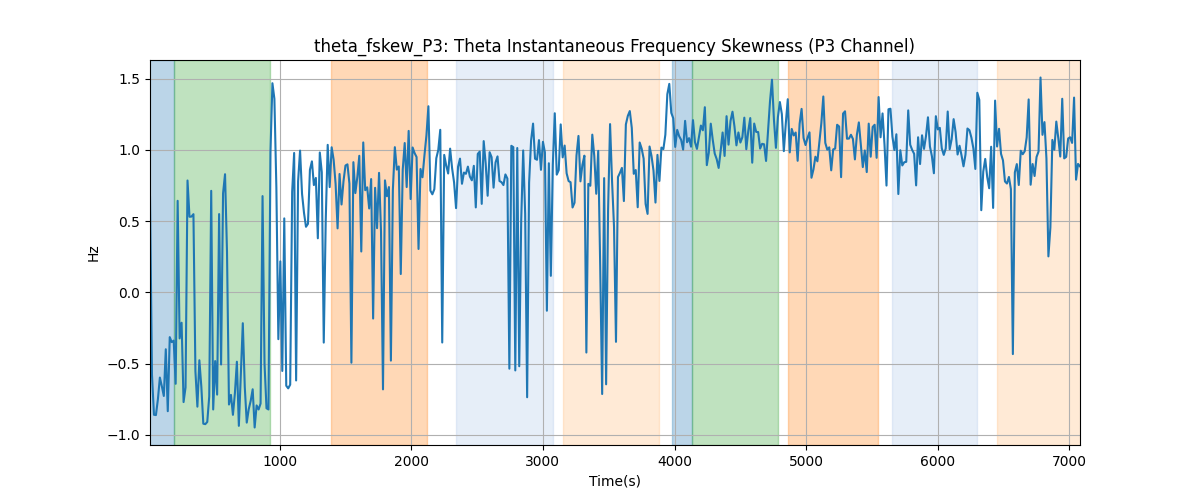 theta_fskew_P3: Theta Instantaneous Frequency Skewness (P3 Channel)
1.5
1.0
0.5
0.0
−0.5
−1.0
Hz
1000 2000 3000 4000 5000 6000 7000
Time(s)